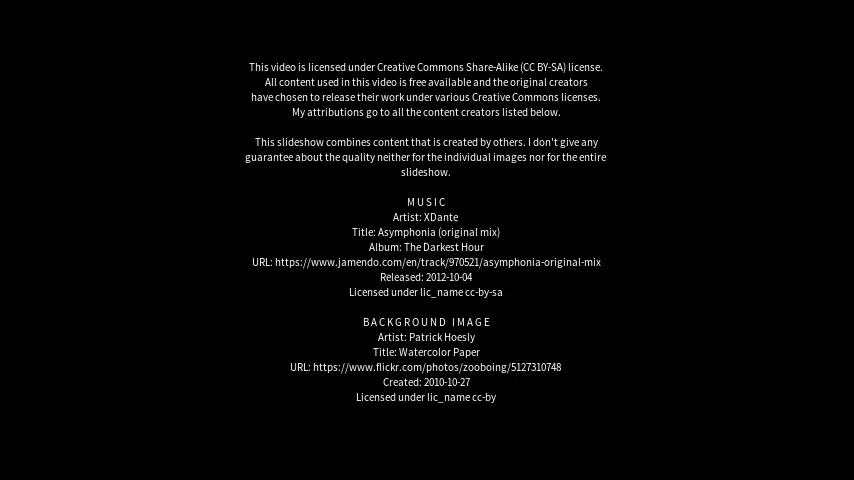 This video is licensed under Creative Commons Share-Alike (CC BY-SA) license.
All content used in this video is free available and the original creators
have chosen to release their work under various Creative Commons licenses.
My attributions go to all the content creators listed below.
This slideshow combines content that is created by others. I don't give any
guarantee about the quality neither for the individual images nor for the entire
slideshow.
MUSIC
Artist: XDante
Title: Asymphonia (original mix)
Album: The Darkest Hour
URL: https://www.jamendo.com/en/track/970521/asymphonia-original-mix
Released: 2012-10-04
Licensed under lic_name cc-by-sa
BACKGROUND IMAGE
Artist: Patrick Hoesly
Title: Watercolor Paper
URL: https://www.flickr.com/photos/zooboing/5127310748
Created: 2010-10-27
Licensed under lic_name cc-by